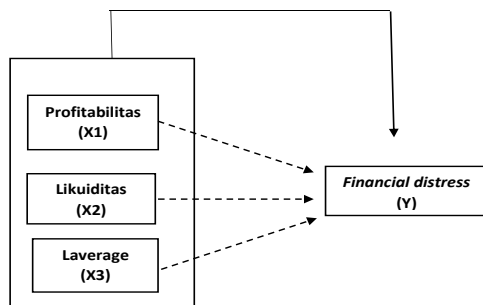 Profitabilitas
(X1)
Likuiditas
(X2)
Laverage
(X3)
Financial distress
(Y)